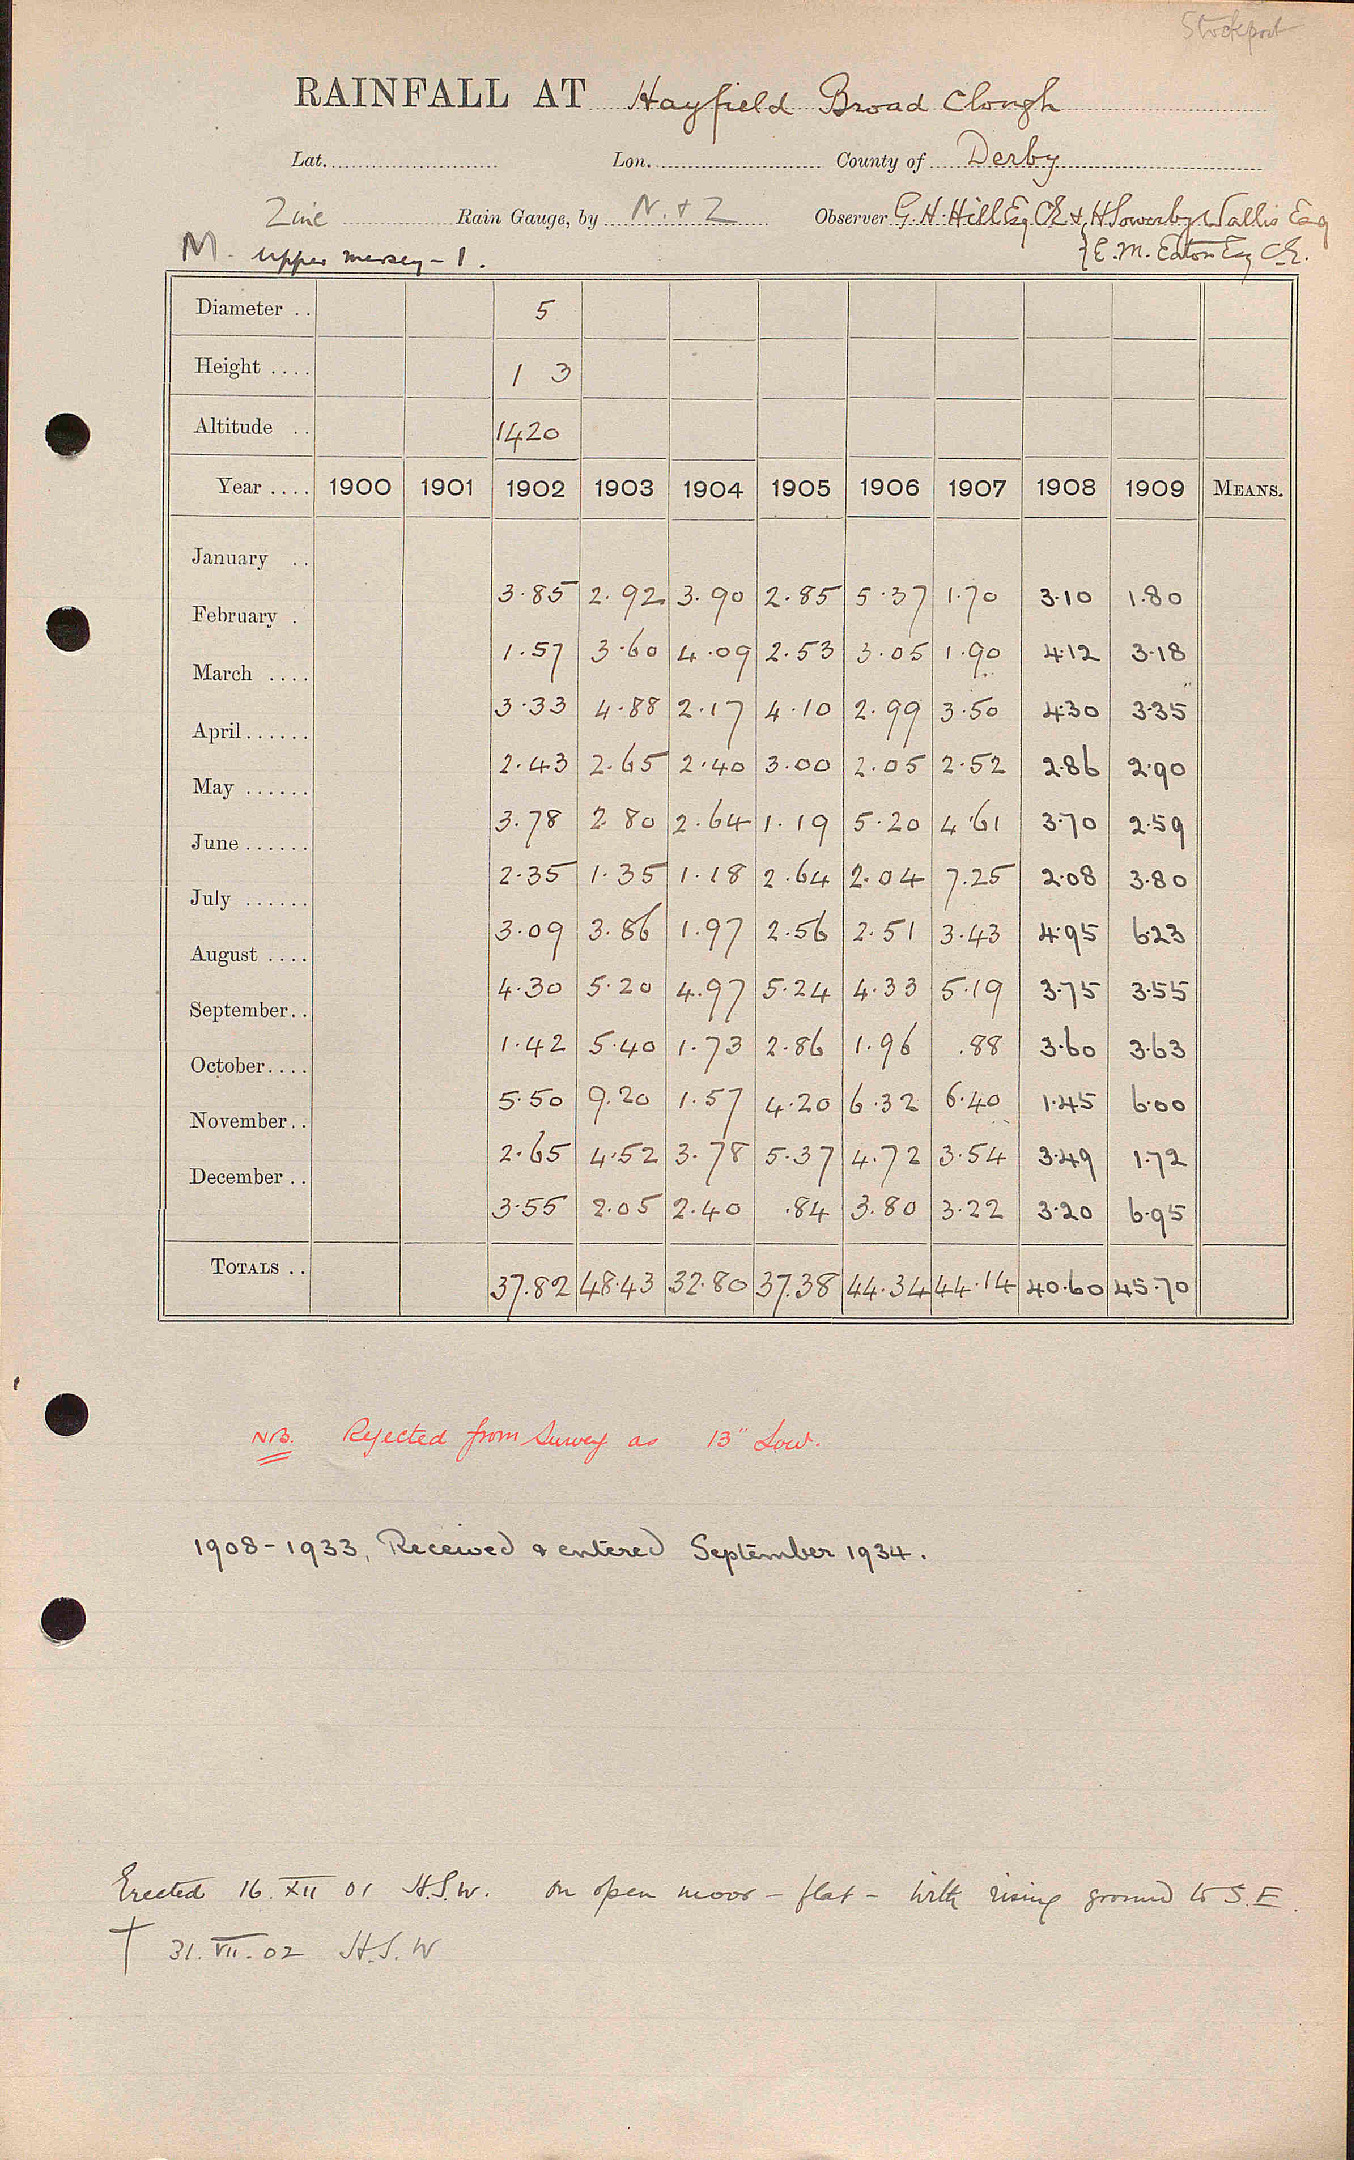 Stockport
RAINFALL AT Hayfield Broad Clough
Lat. Lon. County of Derby
Zinc Rain Gauge, by N. & Z Observer G. H. Hill Esq CE & H Sowerby Wallis Esq
M. upper mersey - 1. { E. M. Eaton Esq C.E.
Diameter .. 5
Height .... 1 3
Altitude .. 1420
Year .... 1900 1901 1902 1903 1904 1905 1906 1907 1908 1909 MEANS.
January ..
3.85 2.92 3.90 2.85 5.37 1.70 3.10 1.80
February .
1.57 3.60 4.09 2.53 3.05 1.90 4.12 3.18
March ....
3.33 4.88 2.17 4.10 2.99 3.50 4.30 3.35
April ......
2.43 2.65 2.40 3.00 2.05 2.52 2.86 2.90
May ......
3.78 2 80 2.64 1.19 5.20 4.61 3.70 2.59
June ......
2.35 1.35 1.18 2.64 2.04 7.25 2.08 3.80
July ......
3.09 3.86 1.97 2.56 2.51 3.43 4.95 6.23
August ....
4.30 5.20 4.97 5.24 4.33 5.19 3.75 3.55
September..
1.42 5.40 1.73 2.86 1.96 .88 3.60 3.63
October....
5.50 9.20 1.57 4.20 6.32 6.40 1.45 6.00
November..
2.65 4.52 3.78 5.37 4.72 3.54 3.49 1.72
December ..
3.55 2.05 2.40 .84 3.80 3.22 3.20 6.95
TOTALS .. 37.82 48.43 32.80 37.38 44.34 44.14 40.60 45.70
N.B. Rejected from Survey as 13" Low.
1908-1933, Received & entered September 1934.
Erected 16.XII 01 H.S.W. On open moor - flat - with rising ground to S.E.
† 31.VII.02 H.S.W